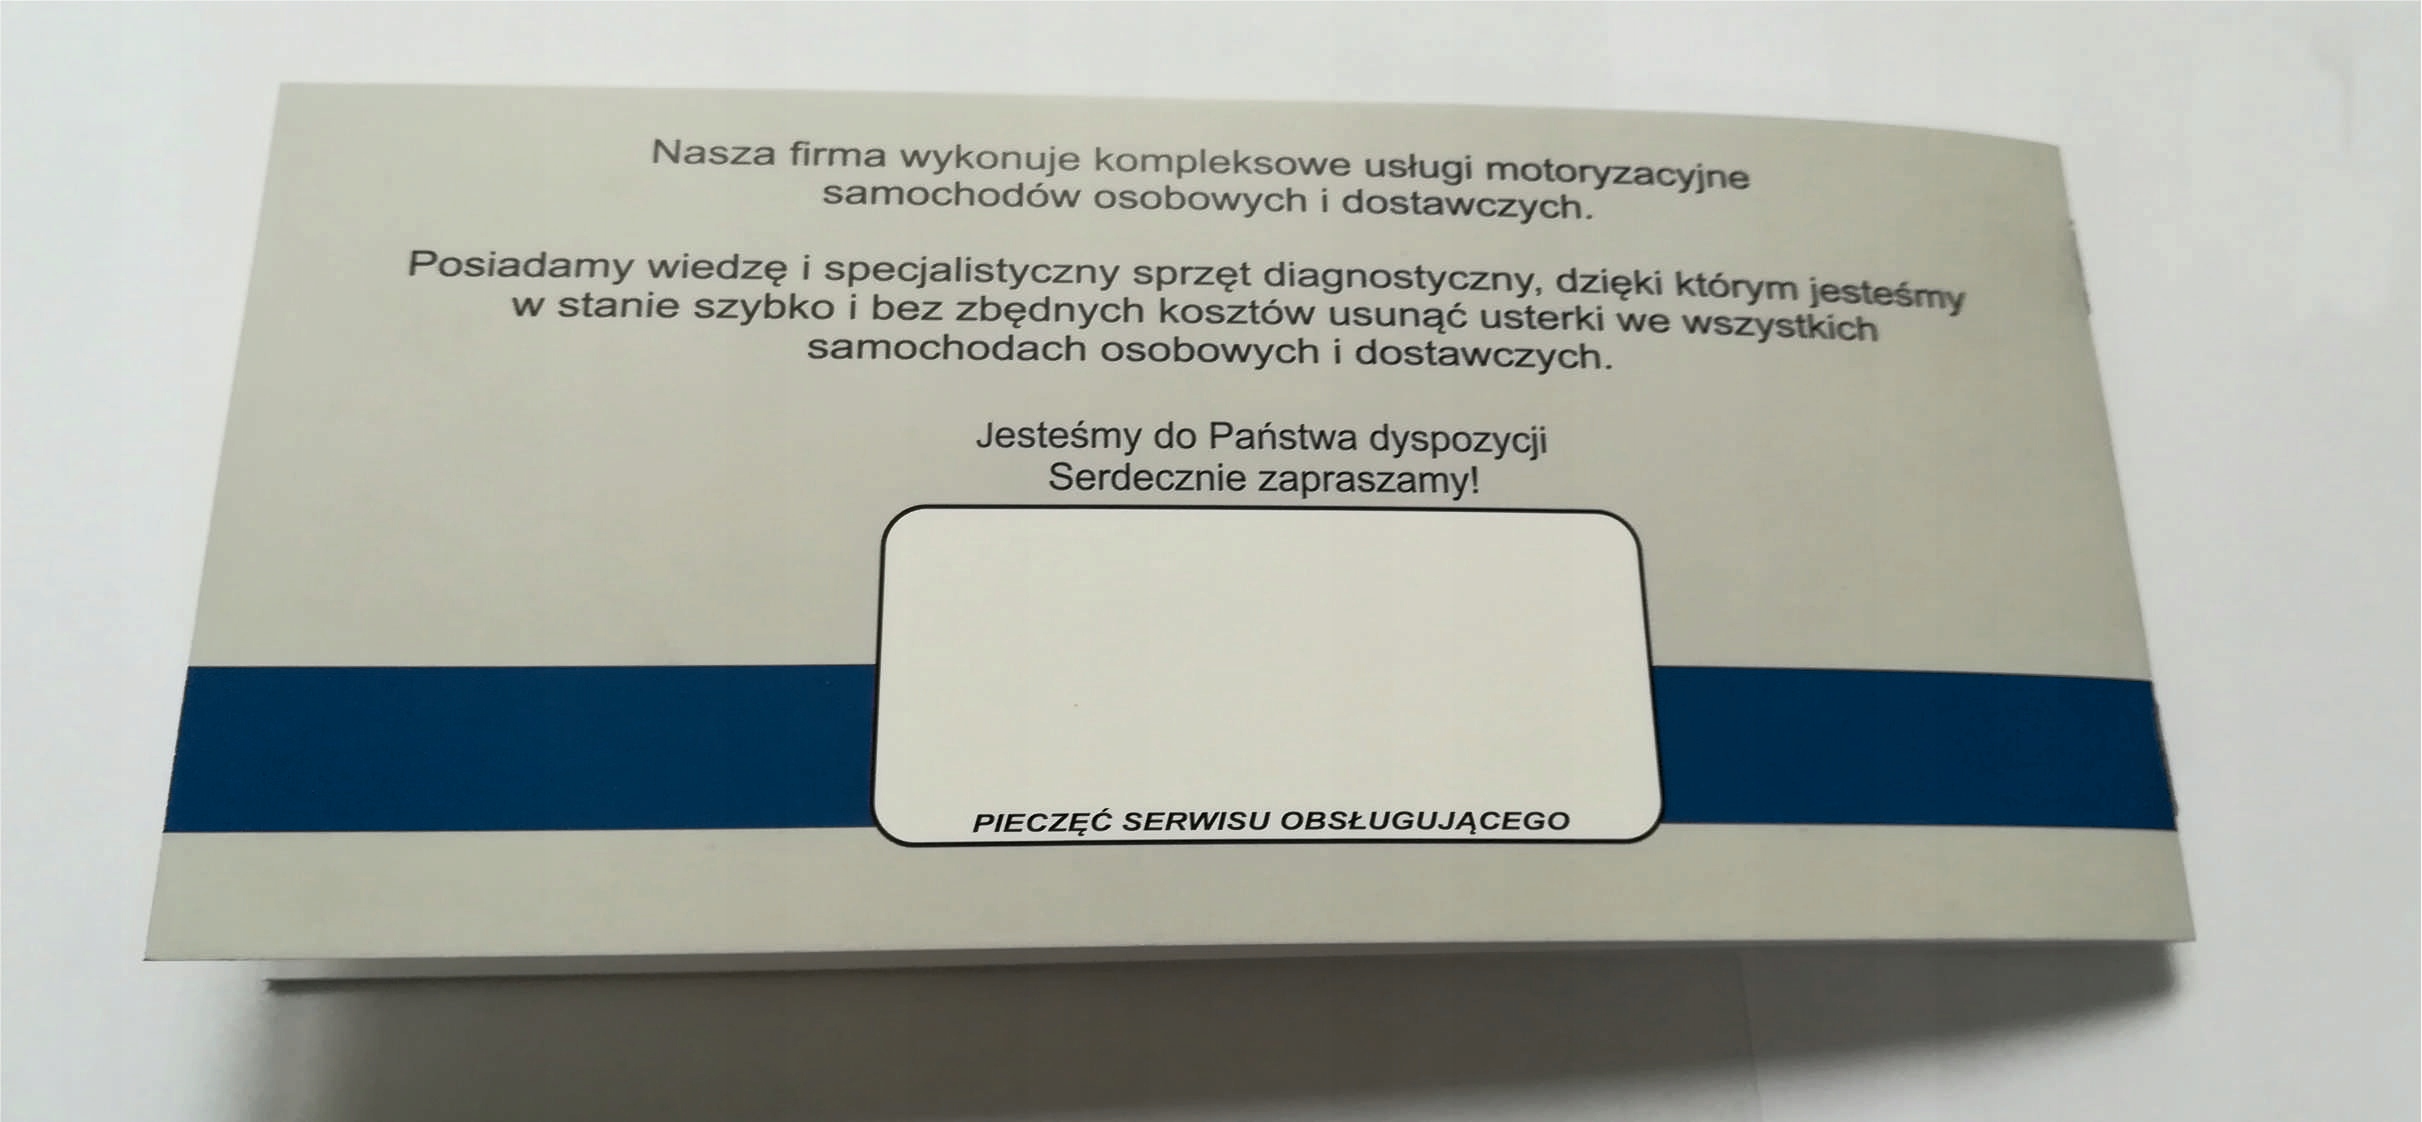 Nasza firma wykonuje kompleksowe usługi motoryzacyjne
samochodów osobowych i dostawczych.
Posiadamy wiedzę i specjalistyczny sprzęt diagnostyczny, dzięki którym jesteśmy
w stanie szybko i bez zbędnych kosztów usunąć usterki we wszystkich
samochodach osobowych i dostawczych.
Jesteśmy do Państwa dyspozycji
Serdecznie zapraszamy!
PIECZĘĆ SERWISU OBSŁUGUJĄCEGO